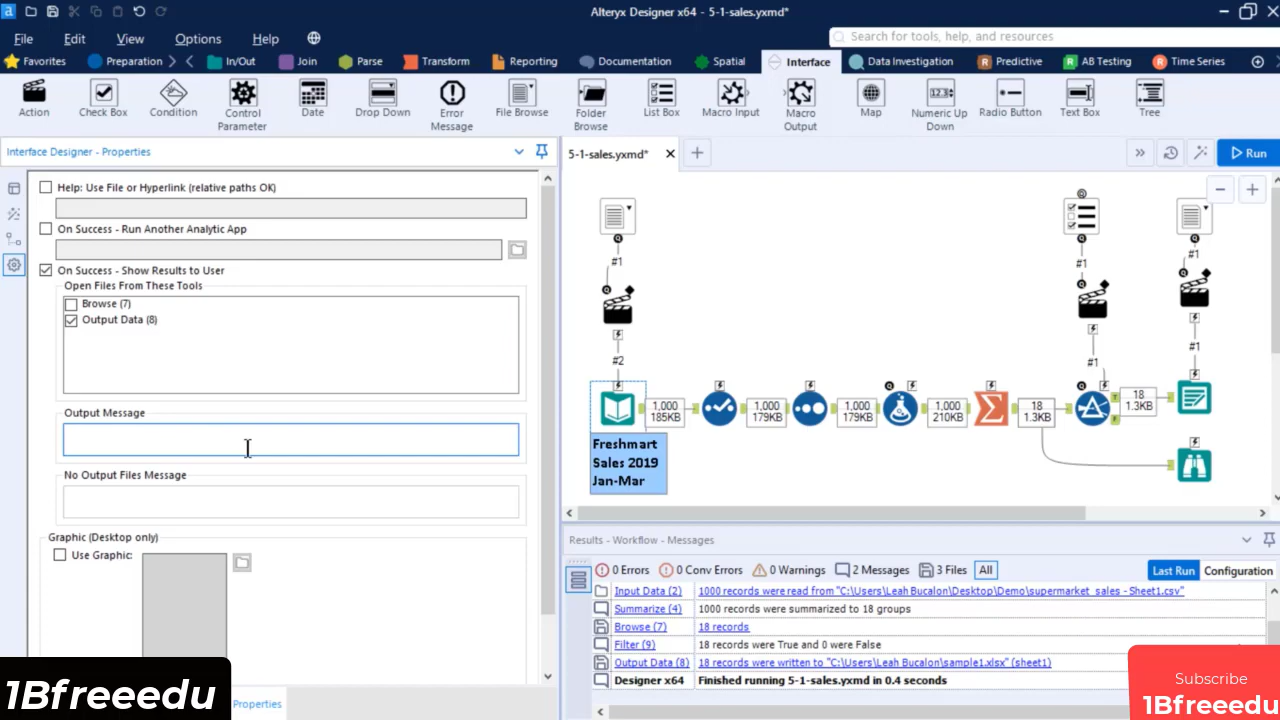 Alteryx Designer x64 - 5-1-sales.yxmd*
File Edit View Options Help
Search for tools, help, and resources
Favorites Preparation In/Out Join Parse Transform Reporting Documentation Spatial Interface Data Investigation Predictive AB Testing Time Series
Action Check Box Condition Control Parameter Date Drop Down Error Message File Browse Folder Browse List Box Macro Input Macro Output Map Numeric Up Down Radio Button Text Box Tree
Interface Designer - Properties
5-1-sales.yxmd*
Run
Help: Use File or Hyperlink (relative paths OK)
On Success - Run Another Analytic App
On Success - Show Results to User
Open Files From These Tools
Browse (7)
Output Data (8)
Output Message
No Output Files Message
Graphic (Desktop only)
Use Graphic:
Properties
#1 #1 #1
#2 #1 #1
1,000 1,000 1,000 1,000 18 18
185KB 179KB 179KB 210KB 1.3KB 1.3KB
Freshmart
Sales 2019
Jan-Mar
Results - Workflow - Messages
0 Errors 0 Conv Errors 0 Warnings 2 Messages 3 Files All Last Run Configuration
Input Data (2) 1000 records were read from "C:\Users\Leah Bucalon\Desktop\Demo\supermarket_sales - Sheet1.csv"
Summarize (4) 1000 records were summarized to 18 groups
Browse (7) 18 records
Filter (9) 18 records were True and 0 were False
Output Data (8) 18 records were written to "C:\Users\Leah Bucalon\sample1.xlsx" (sheet1)
Designer x64 Finished running 5-1-sales.yxmd in 0.4 seconds
1Bfreeedu
Subscribe
1Bfreeedu